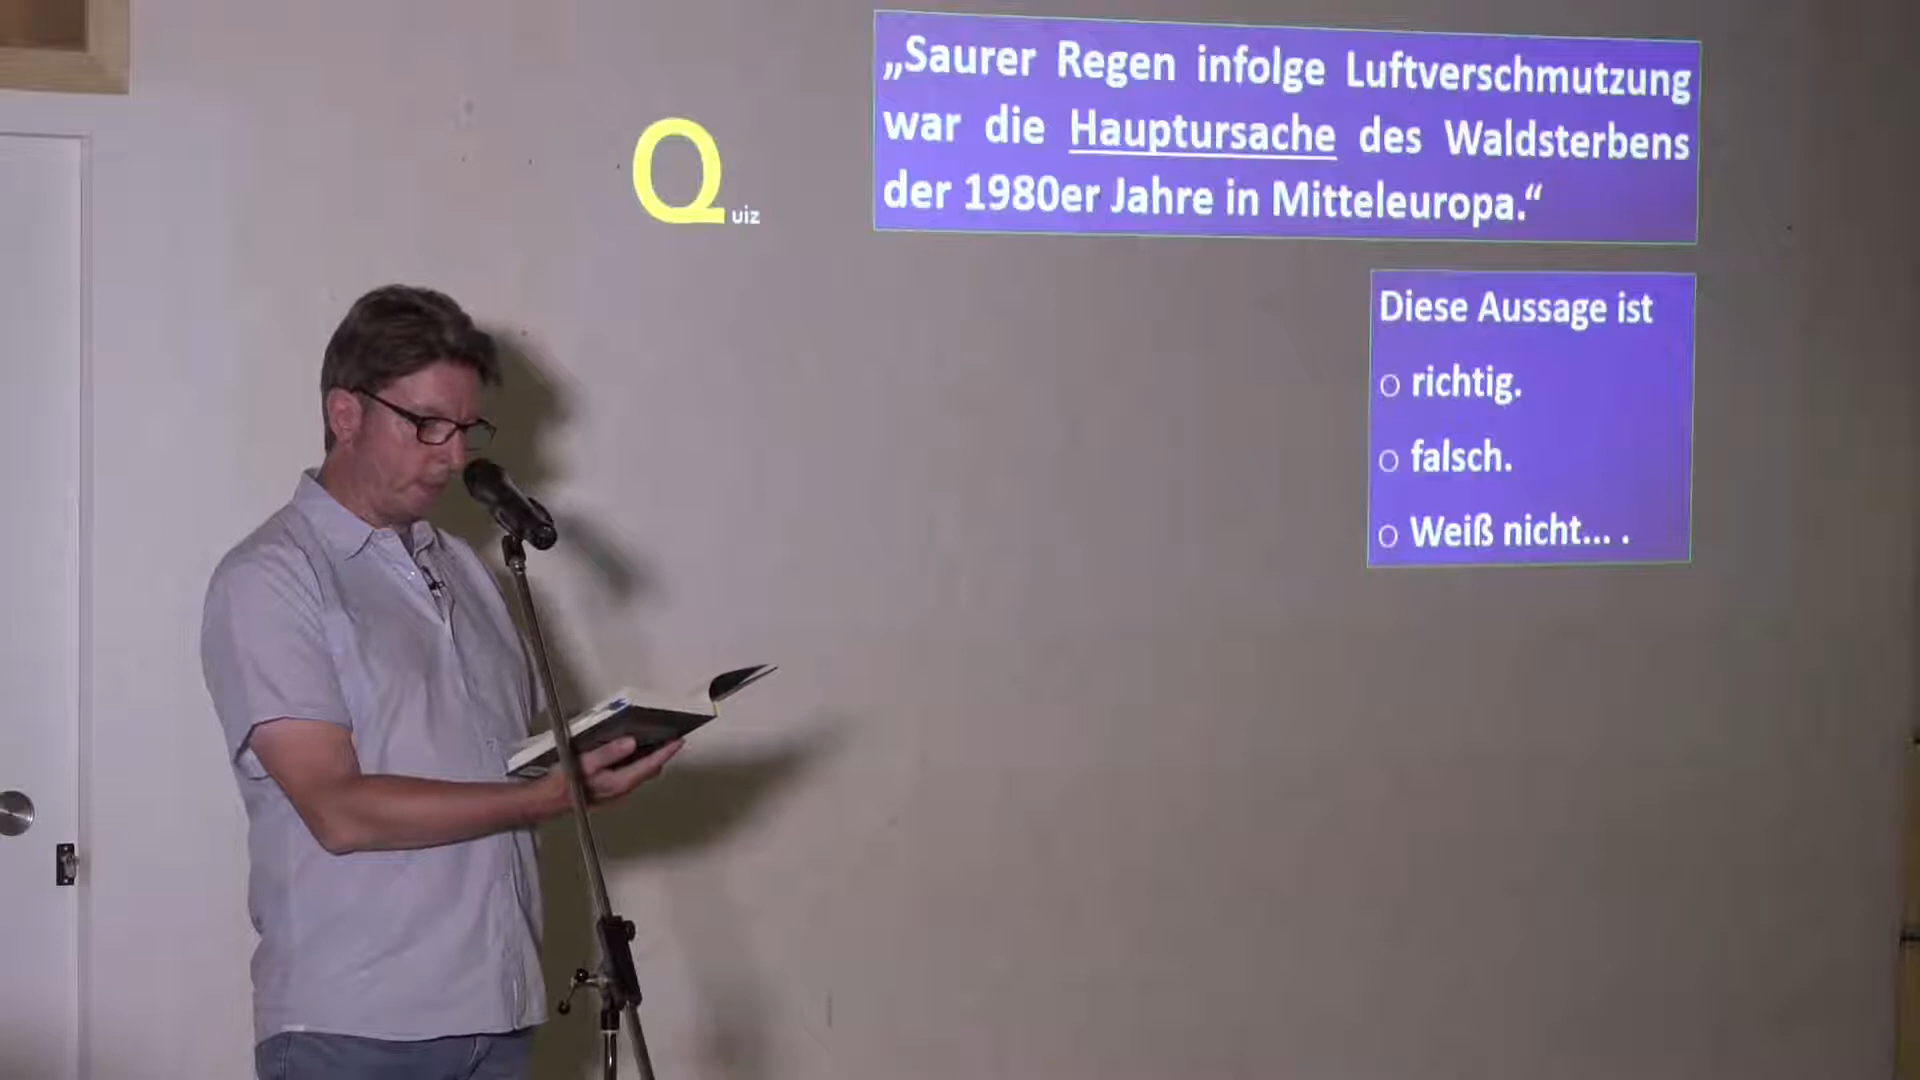 Quiz
„Saurer Regen infolge Luftverschmutzung
war die Hauptursache des Waldsterbens
der 1980er Jahre in Mitteleuropa.“
Diese Aussage ist
o richtig.
o falsch.
o Weiß nicht... .